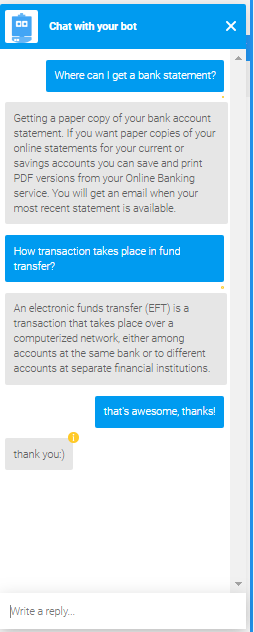 Chat with your bot
Where can I get a bank statement?
Getting a paper copy of your bank account
statement. If you want paper copies of your
online statements for your current or
savings accounts you can save and print
PDF versions from your Online Banking
service. You will get an email when your
most recent statement is available.
How transaction takes place in fund
transfer?
An electronic funds transfer (EFT) is a
transaction that takes place over a
computerized network, either among
accounts at the same bank or to different
accounts at separate financial institutions.
that's awesome, thanks!
thank you:)
Write a reply...